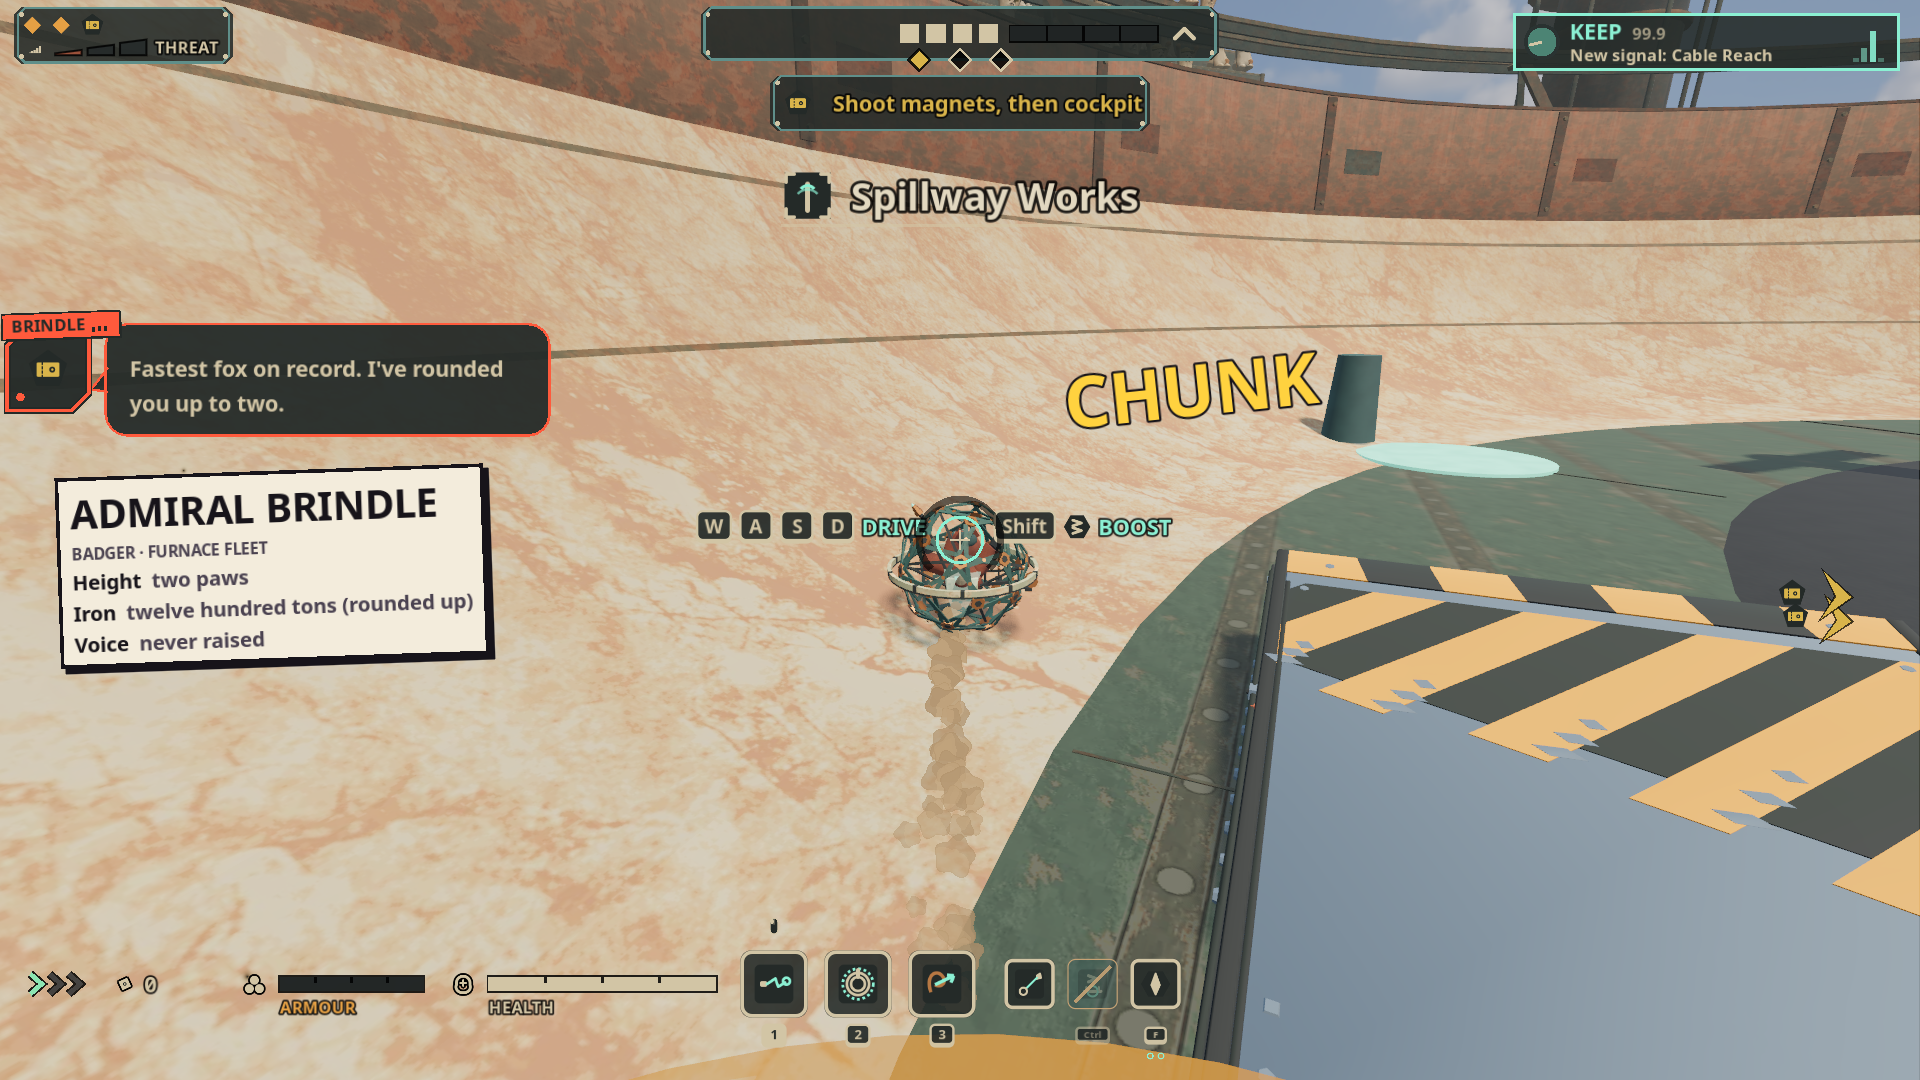 THREAT
KEEP 99.9
New signal: Cable Reach
Shoot magnets, then cockpit
Spillway Works
BRINDLE
Fastest fox on record. I've rounded
you up to two.
CHUNK
ADMIRAL BRINDLE
BADGER · FURNACE FLEET
Height two paws
Iron twelve hundred tons (rounded up)
Voice never raised
W A S D DRIVE Shift BOOST
0
ARMOUR
HEALTH
1 2 3 Ctrl F